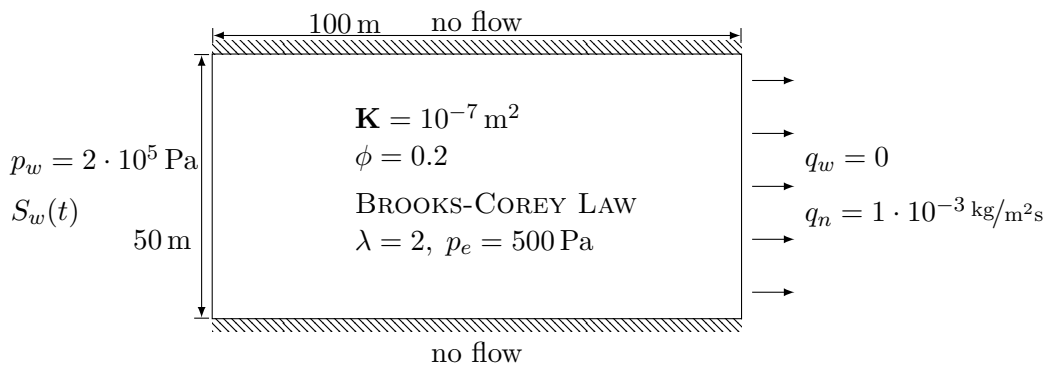 100 m no flow
K = 10⁻⁷ m²
ϕ = 0.2
p_w = 2 · 10⁵ Pa
q_w = 0
BROOKS-COREY LAW
S_w(t)
q_n = 1 · 10⁻³ kg/m²s
50 m
λ = 2, p_e = 500 Pa
no flow